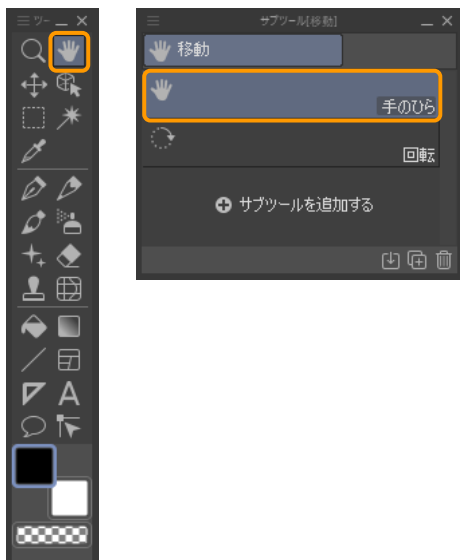 ツー
サブツール[移動]
移動
手のひら
回転
サブツールを追加する